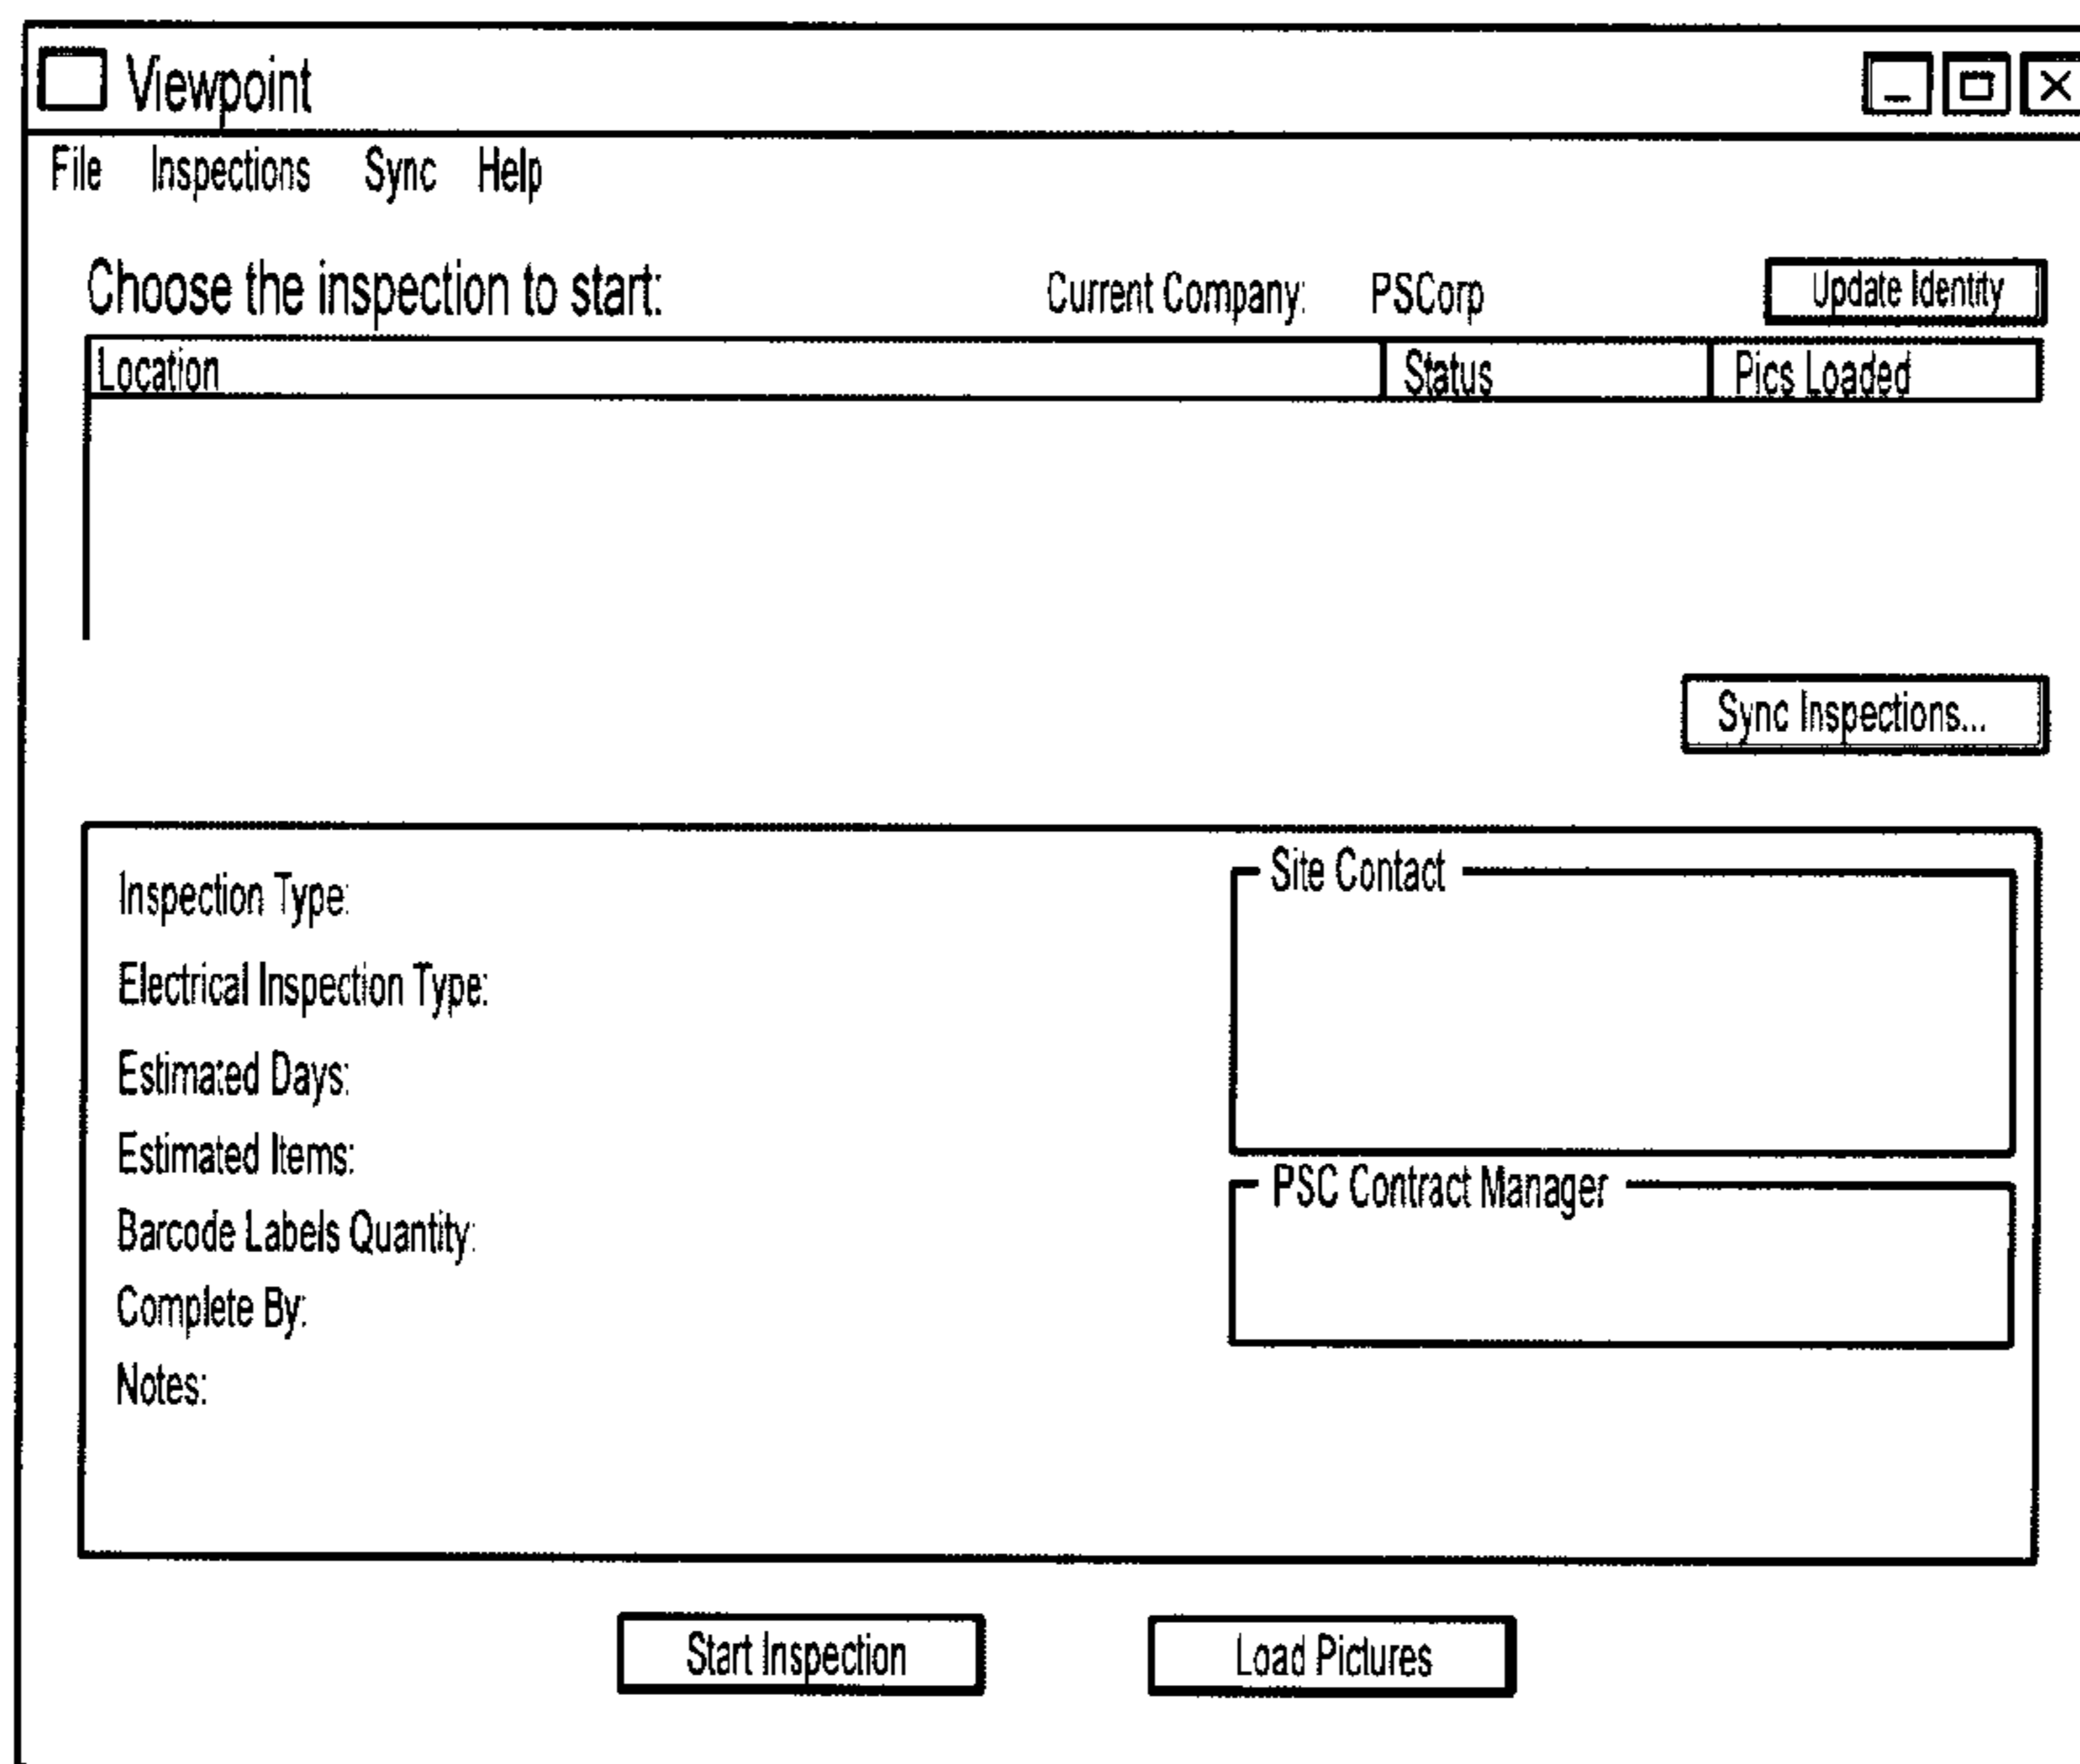 Viewpoint
File Inspections Sync Help
Choose the inspection to start: Current Company: PSCorp Update Identity
Location Status Pics Loaded
Sync Inspections...
Inspection Type:
Electrical Inspection Type:
Estimated Days:
Estimated Items:
Barcode Labels Quantity:
Complete By:
Notes:
Site Contact
PSC Contract Manager
Start Inspection Load Pictures